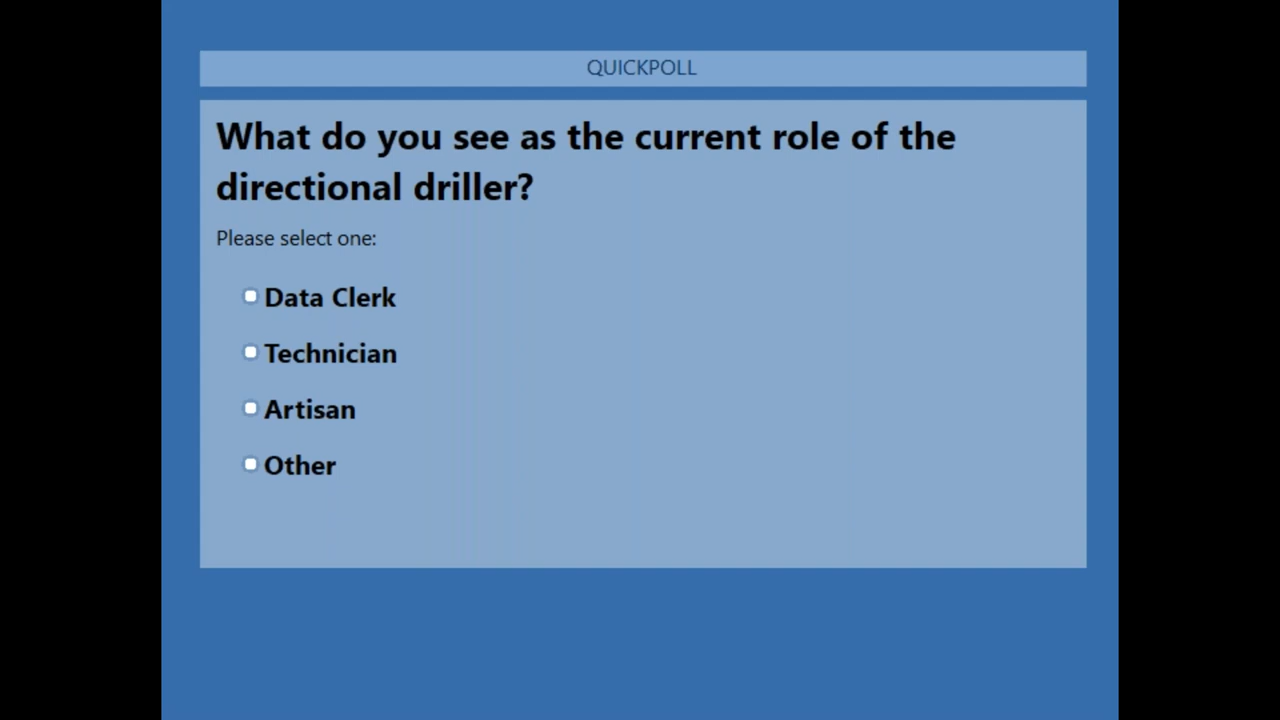 QUICKPOLL
What do you see as the current role of the
directional driller?
Please select one:
Data Clerk
Technician
Artisan
Other